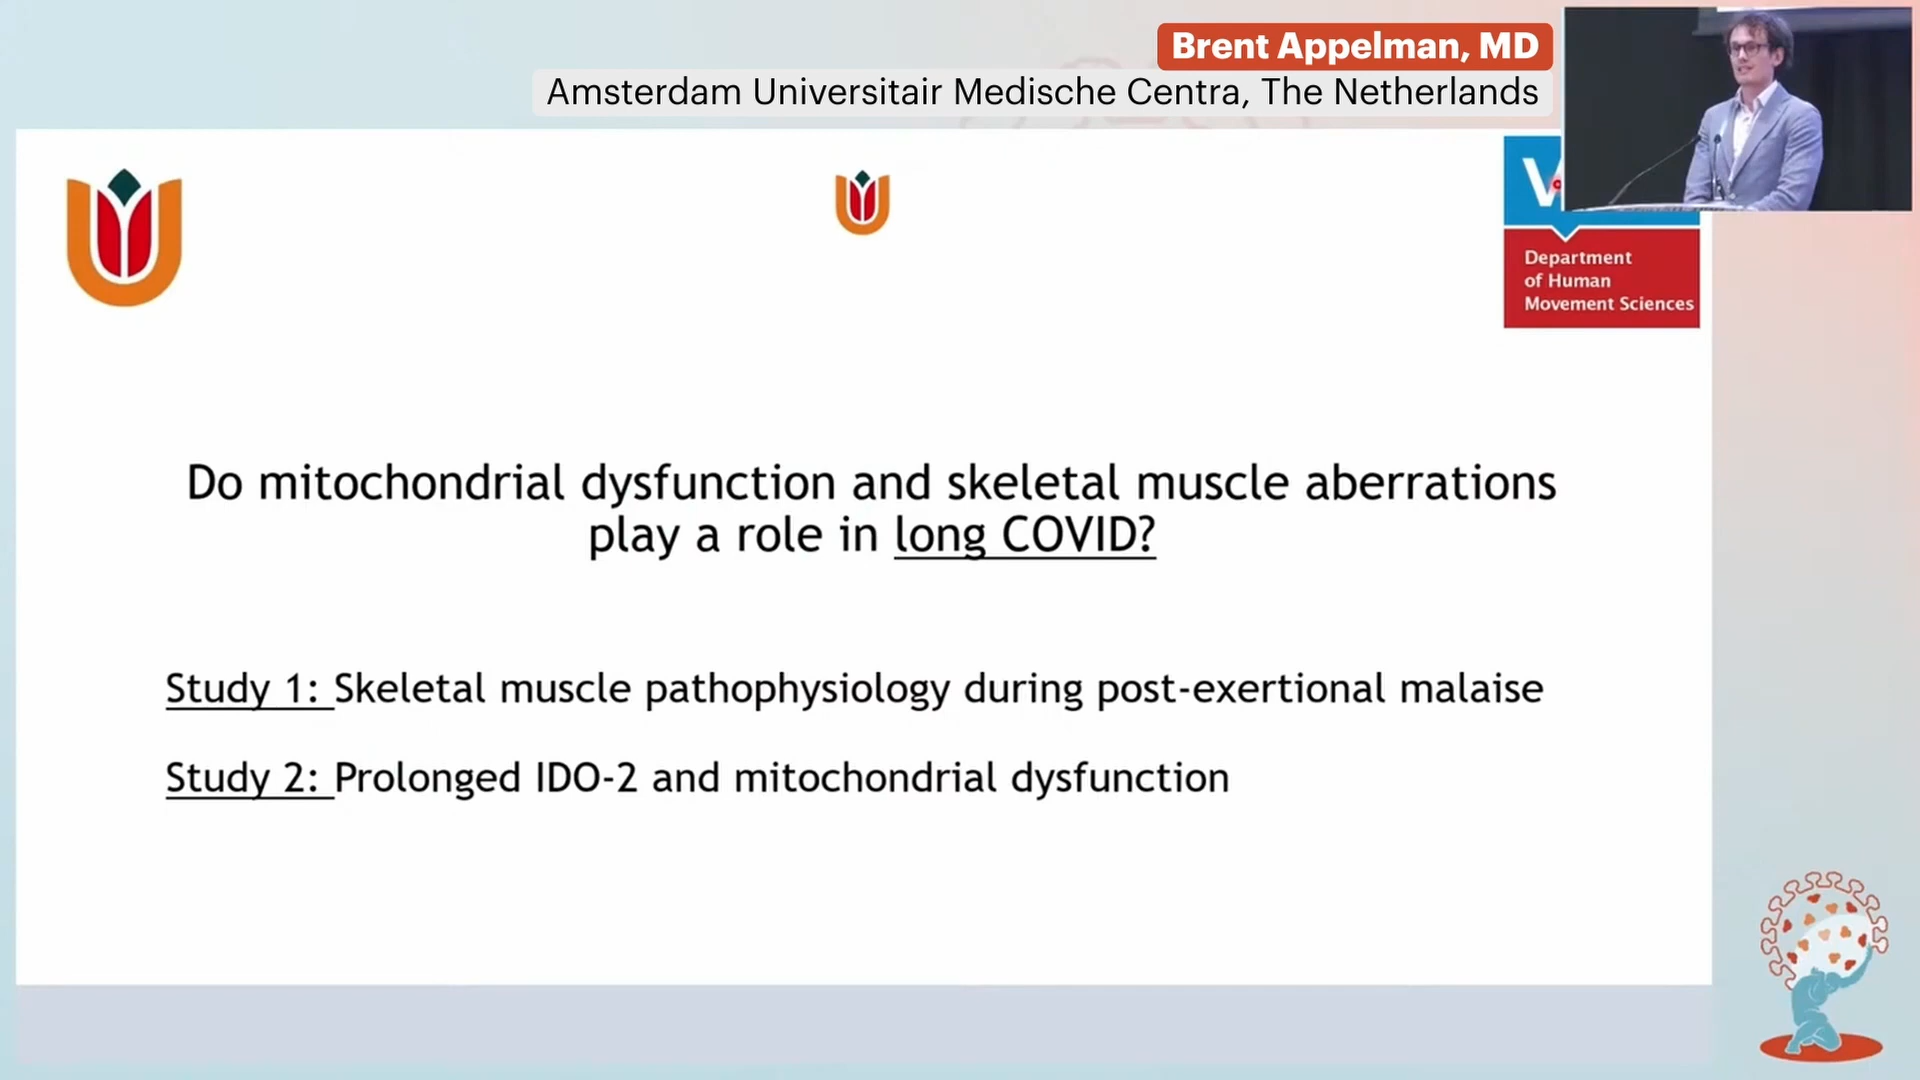 Brent Appelman, MD
Amsterdam Universitair Medische Centra, The Netherlands
Department
of Human
Movement Sciences
Do mitochondrial dysfunction and skeletal muscle aberrations
play a role in long COVID?
Study 1: Skeletal muscle pathophysiology during post-exertional malaise
Study 2: Prolonged IDO-2 and mitochondrial dysfunction